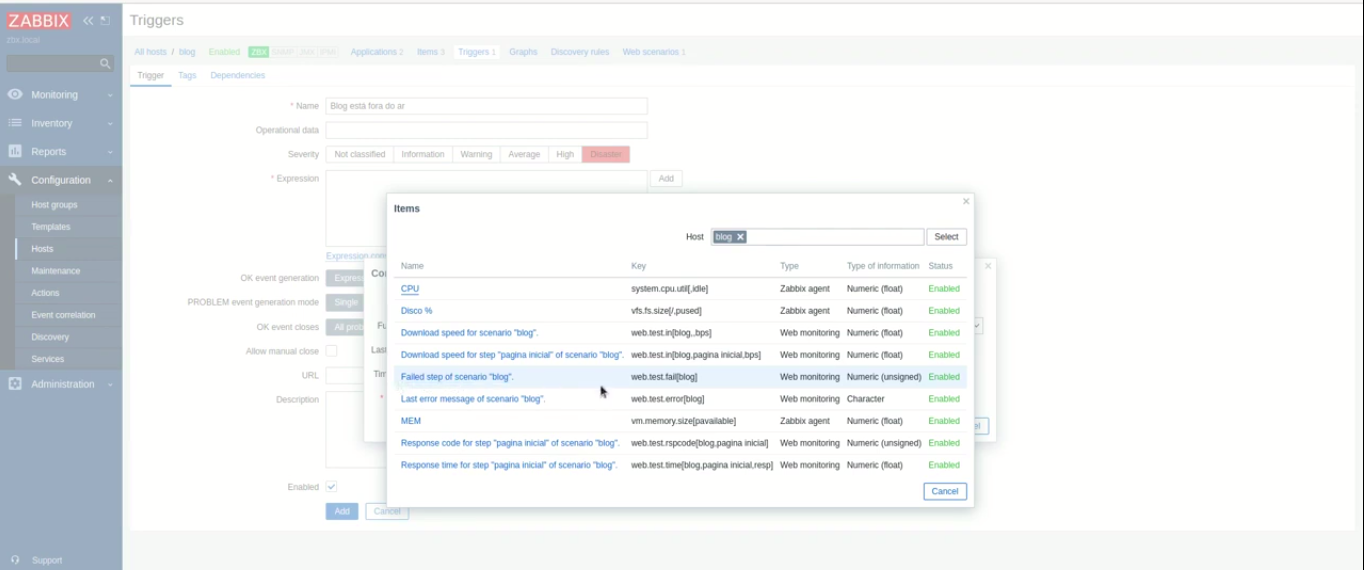 ZABBIX
Triggers
zbx.local
All hosts / blog Enabled ZBX SNMP JMX IPMI Applications 2 Items 3 Triggers 1 Graphs Discovery rules Web scenarios 1
Trigger Tags Dependencies
Monitoring
Inventory
Reports
Configuration
Host groups
Templates
Hosts
Maintenance
Actions
Event correlation
Discovery
Services
Administration
Support
* Name Blog está fora do ar
Operational data
Severity Not classified Information Warning Average High Disaster
* Expression Add
OK event generation
PROBLEM event generation mode Single
OK event closes
Allow manual close
URL
Description
Enabled
Add Cancel
Items
Host blog Select
Name Key Type Type of information Status
CPU system.cpu.util[,idle] Zabbix agent Numeric (float) Enabled
Disco % vfs.fs.size[/,pused] Zabbix agent Numeric (float) Enabled
Download speed for scenario "blog". web.test.in[blog,,bps] Web monitoring Numeric (float) Enabled
Download speed for step "pagina inicial" of scenario "blog". web.test.in[blog,pagina inicial,bps] Web monitoring Numeric (float) Enabled
Failed step of scenario "blog". web.test.fail[blog] Web monitoring Numeric (unsigned) Enabled
Last error message of scenario "blog". web.test.error[blog] Web monitoring Character Enabled
MEM vm.memory.size[pavailable] Zabbix agent Numeric (float) Enabled
Response code for step "pagina inicial" of scenario "blog". web.test.rspcode[blog,pagina inicial] Web monitoring Numeric (unsigned) Enabled
Response time for step "pagina inicial" of scenario "blog". web.test.time[blog,pagina inicial,resp] Web monitoring Numeric (float) Enabled
Cancel